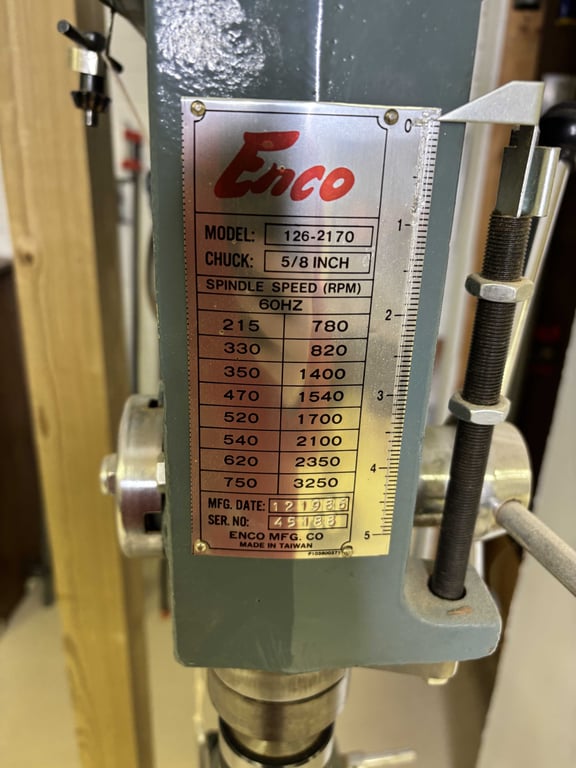 Enco
MODEL: 126-2170
CHUCK: 5/8 INCH
SPINDLE SPEED (RPM)
60HZ
215 780
330 820
350 1400
470 1540
520 1700
540 2100
620 2350
750 3250
MFG. DATE: 121986
SER. NO: 49188
ENCO MFG. CO
MADE IN TAIWAN
0
1
2
3
4
5